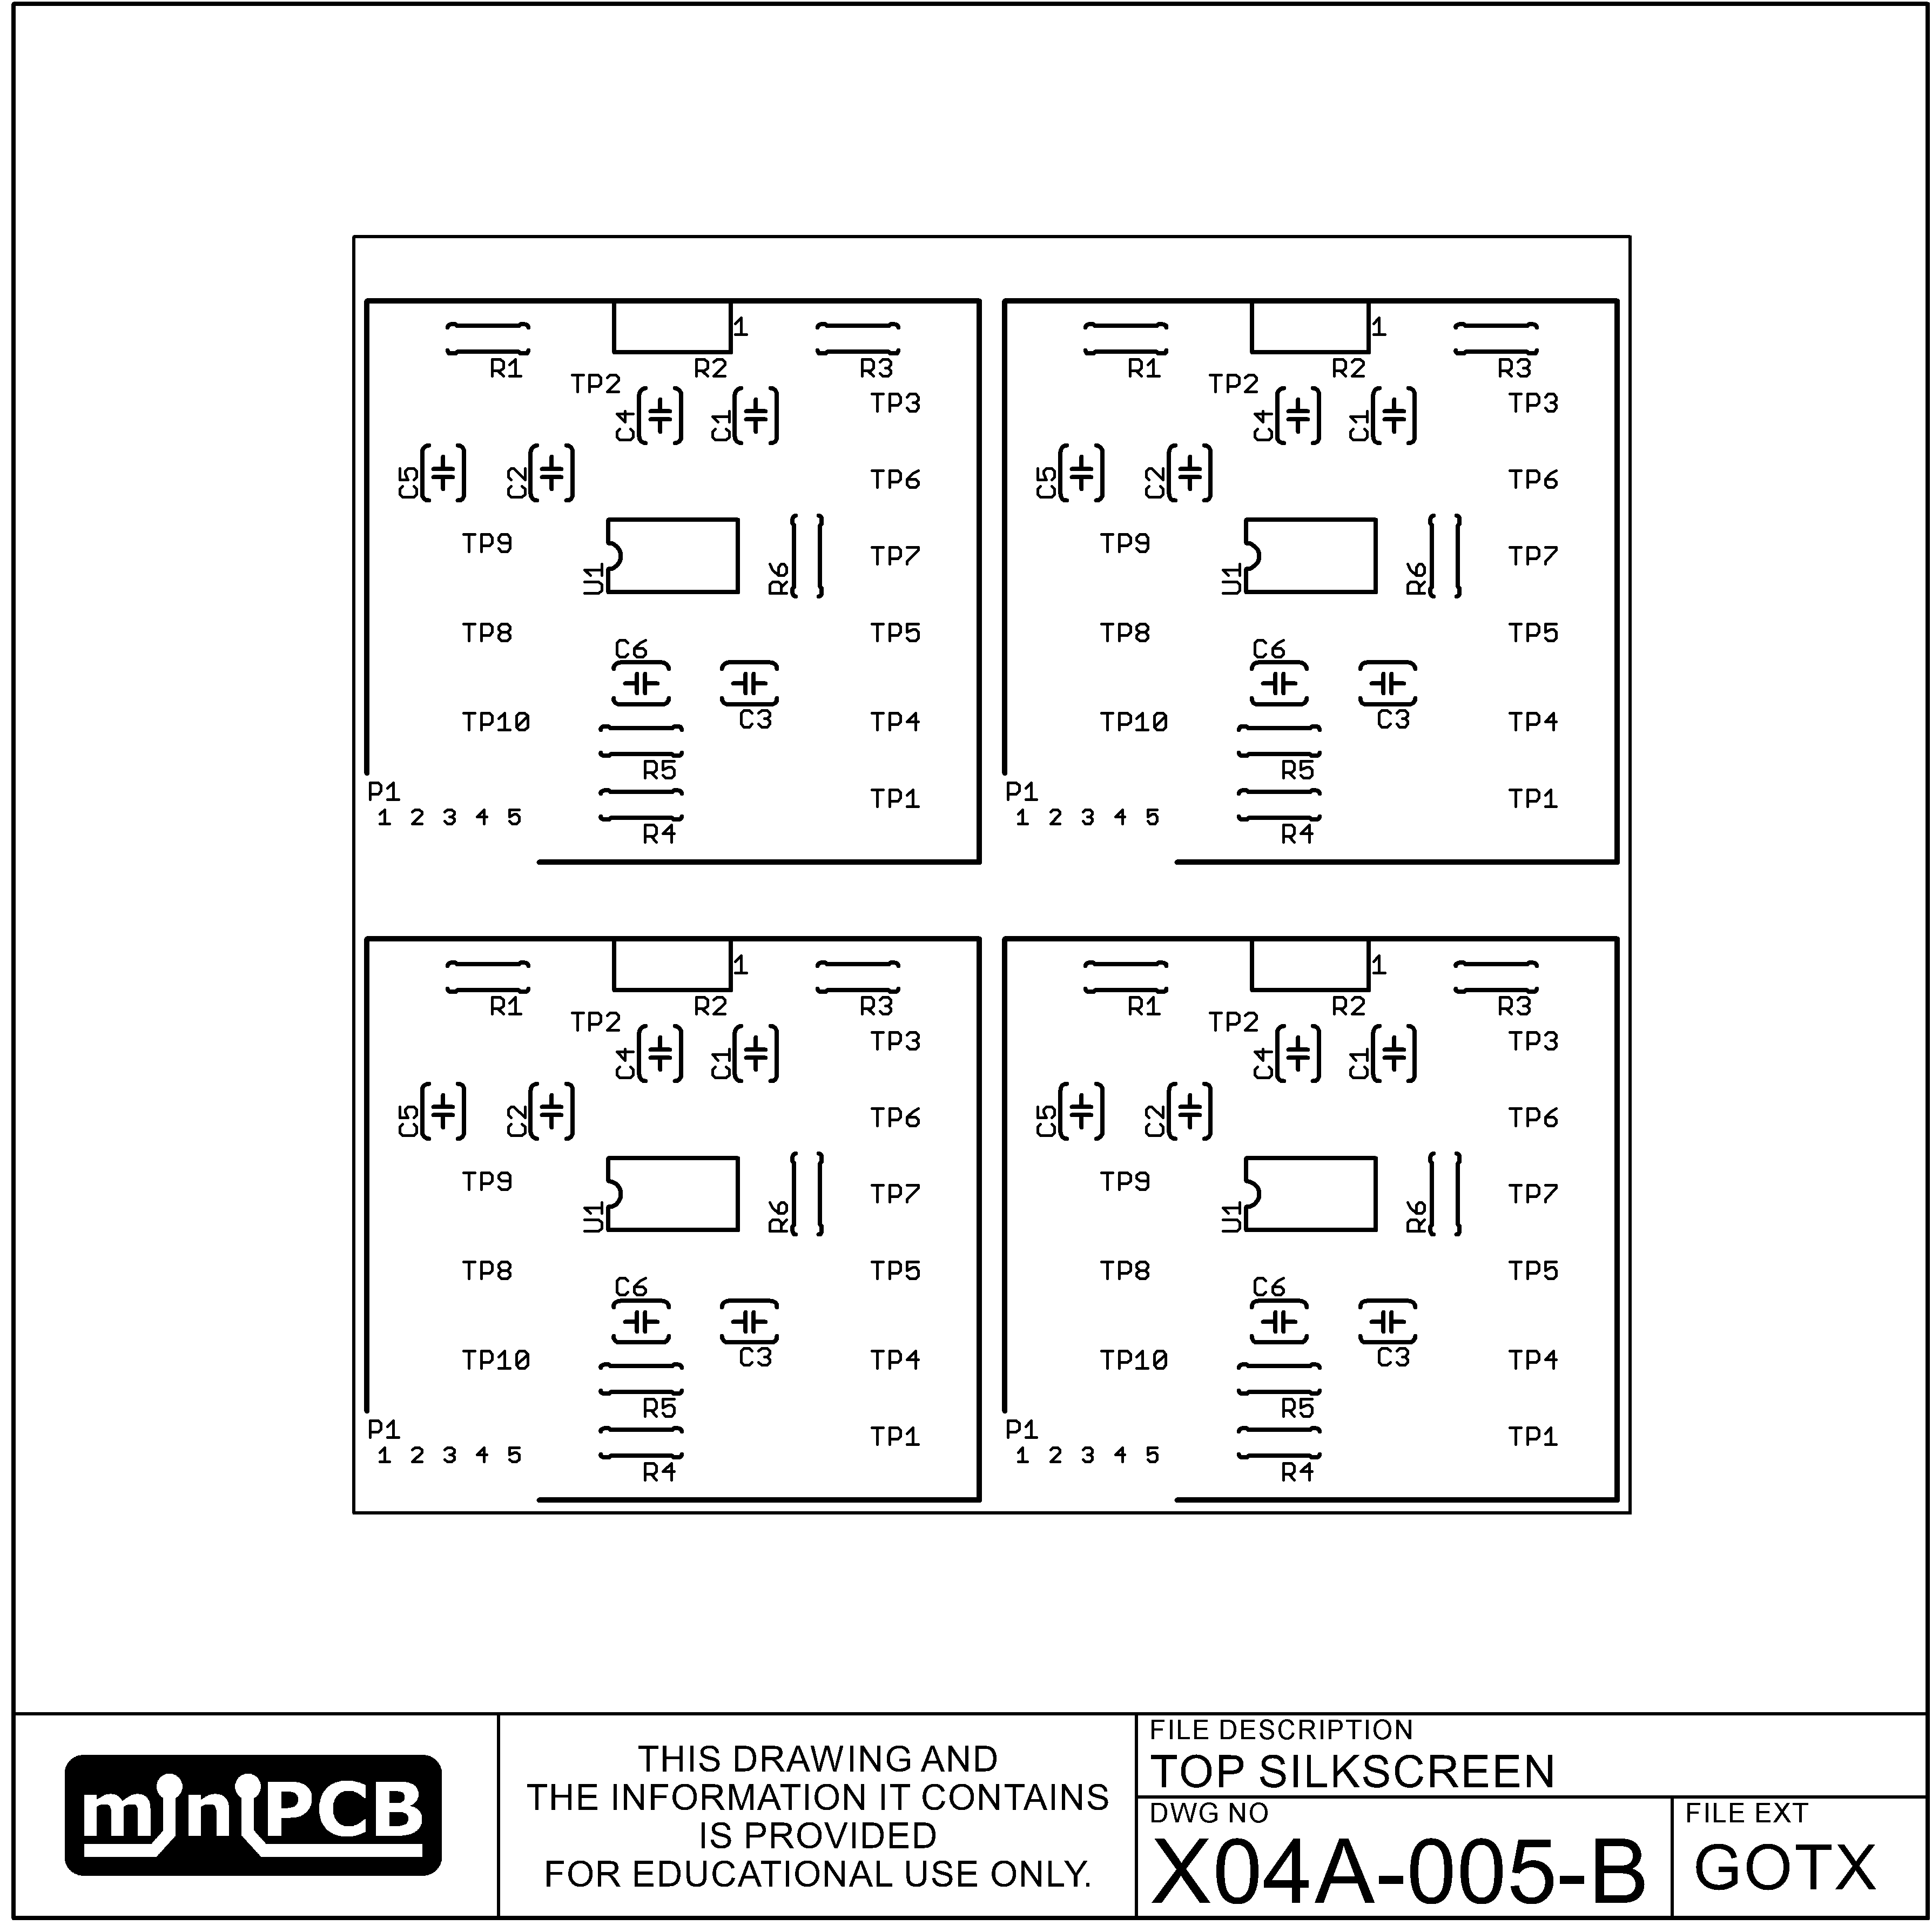 1 1
R1 R2 R3 R1 R2 R3
TP2 TP2
TP3 TP3
C4 C1 C4 C1
C5 C2 TP6 C5 C2 TP6
TP9 TP9
TP7 TP7
U1 R6 U1 R6
TP8 TP5 TP8 TP5
C6 C6
TP10 C3 TP4 TP10 C3 TP4
R5 R5
P1 TP1 P1 TP1
1 2 3 4 5 1 2 3 4 5
R4 R4
1 1
R1 R2 R3 R1 R2 R3
TP2 TP2
TP3 TP3
C4 C1 C4 C1
C5 C2 TP6 C5 C2 TP6
TP9 TP9
TP7 TP7
U1 R6 U1 R6
TP8 TP5 TP8 TP5
C6 C6
TP10 C3 TP4 TP10 C3 TP4
R5 R5
P1 TP1 P1 TP1
1 2 3 4 5 1 2 3 4 5
R4 R4
miniPCB
THIS DRAWING AND
THE INFORMATION IT CONTAINS
IS PROVIDED
FOR EDUCATIONAL USE ONLY.
FILE DESCRIPTION
TOP SILKSCREEN
DWG NO
X04A-005-B
FILE EXT
GOTX